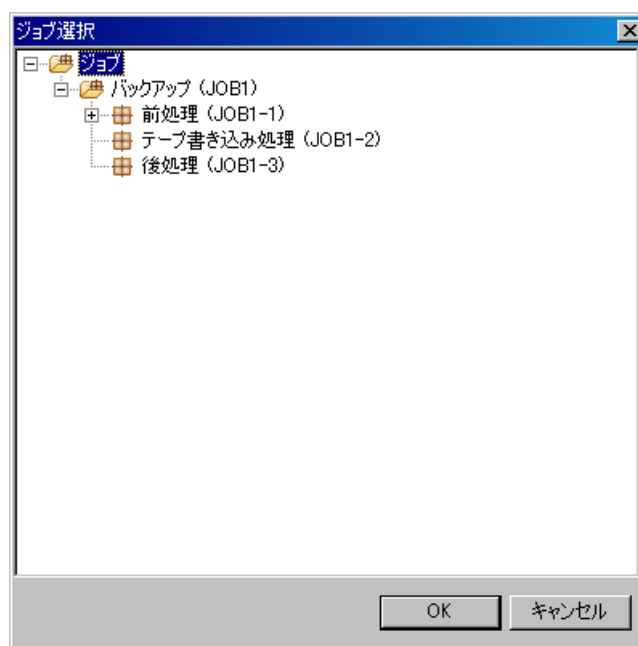 ジョブ選択
ジョブ
バックアップ (JOB1)
前処理 (JOB1-1)
テープ書き込み処理 (JOB1-2)
後処理 (JOB1-3)
OK
キャンセル